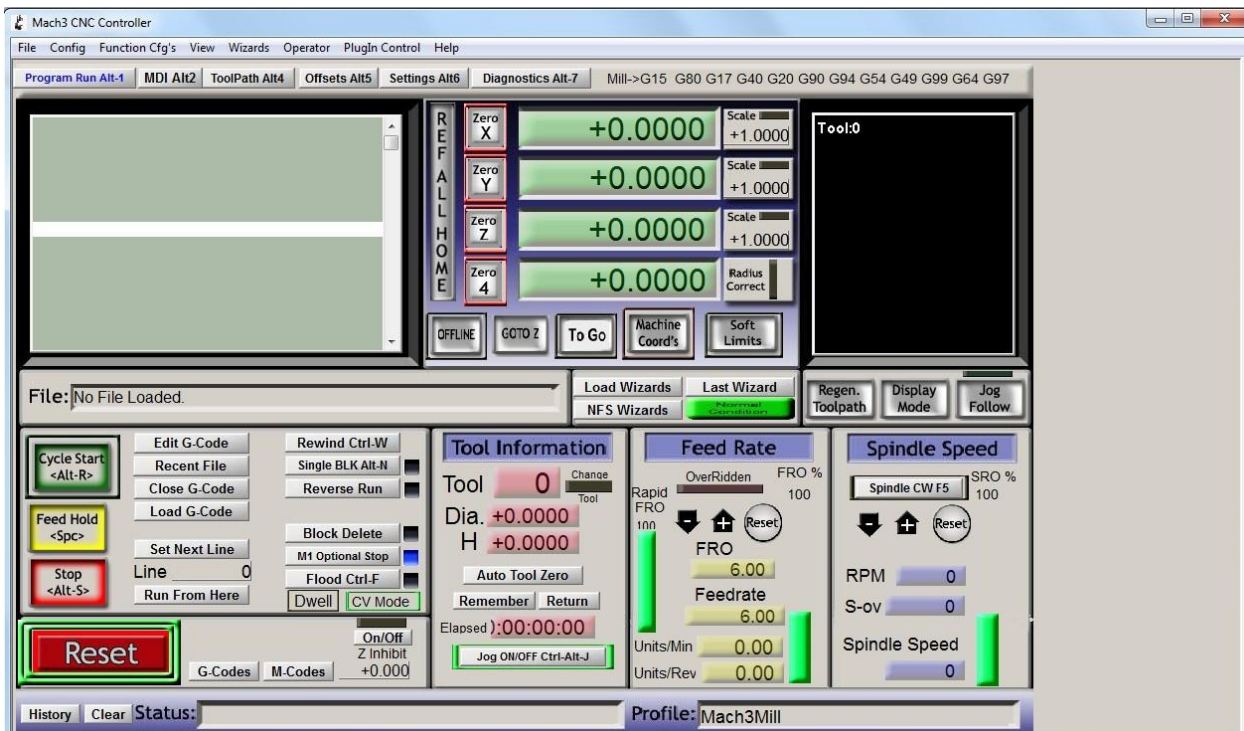 Mach3 CNC Controller
File Config Function Cfg's View Wizards Operator PlugIn Control Help
Program Run Alt-1 MDI Alt2 ToolPath Alt4 Offsets Alt5 Settings Alt6 Diagnostics Alt-7 Mill->G15 G80 G17 G40 G20 G90 G94 G54 G49 G99 G64 G97
REF ALL HOME
Zero X +0.0000 Scale +1.0000
Zero Y +0.0000 Scale +1.0000
Zero Z +0.0000 Scale +1.0000
Zero 4 +0.0000 Radius Correct
OFFLINE GOTO Z To Go Machine Coord's Soft Limits
Tool:0
File: No File Loaded.
Load Wizards Last Wizard
NFS Wizards Normal Condition
Regen. Toolpath Display Mode Jog Follow
Cycle Start <Alt-R>
Feed Hold <Spc>
Stop <Alt-S>
Edit G-Code
Recent File
Close G-Code
Load G-Code
Set Next Line
Line 0
Run From Here
Rewind Ctrl-W
Single BLK Alt-N
Reverse Run
Block Delete
M1 Optional Stop
Flood Ctrl-F
Dwell CV Mode
Reset
G-Codes M-Codes
On/Off
Z Inhibit
+0.000
Tool Information
Tool 0 Change Tool
Dia. +0.0000
H +0.0000
Auto Tool Zero
Remember Return
Elapsed ):00:00:00
Jog ON/OFF Ctrl-Alt-J
Feed Rate
OverRidden FRO %
100
Rapid
FRO
100
Reset
FRO
6.00
Feedrate
6.00
Units/Min 0.00
Units/Rev 0.00
Spindle Speed
Spindle CW F5 SRO %
100
Reset
RPM 0
S-ov 0
Spindle Speed
0
History Clear Status: Profile: Mach3Mill